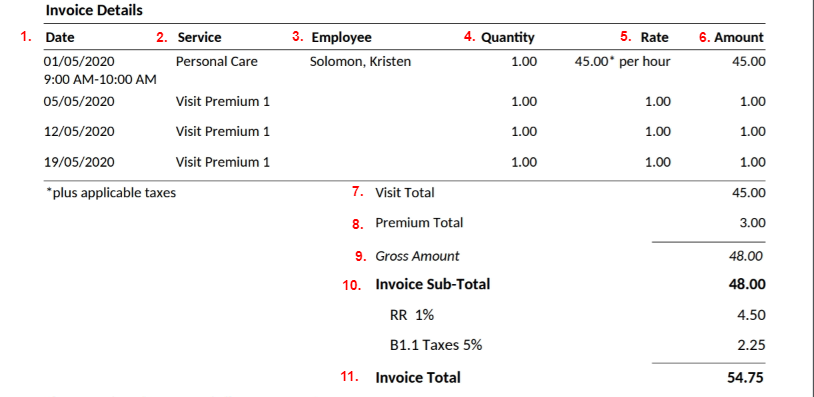 Invoice Details
1. Date 2. Service 3. Employee 4. Quantity 5. Rate 6. Amount
01/05/2020 Personal Care Solomon, Kristen 1.00 45.00* per hour 45.00
9:00 AM-10:00 AM
05/05/2020 Visit Premium 1 1.00 1.00 1.00
12/05/2020 Visit Premium 1 1.00 1.00 1.00
19/05/2020 Visit Premium 1 1.00 1.00 1.00
*plus applicable taxes 7. Visit Total 45.00
8. Premium Total 3.00
9. Gross Amount 48.00
10. Invoice Sub-Total 48.00
RR 1% 4.50
B1.1 Taxes 5% 2.25
11. Invoice Total 54.75